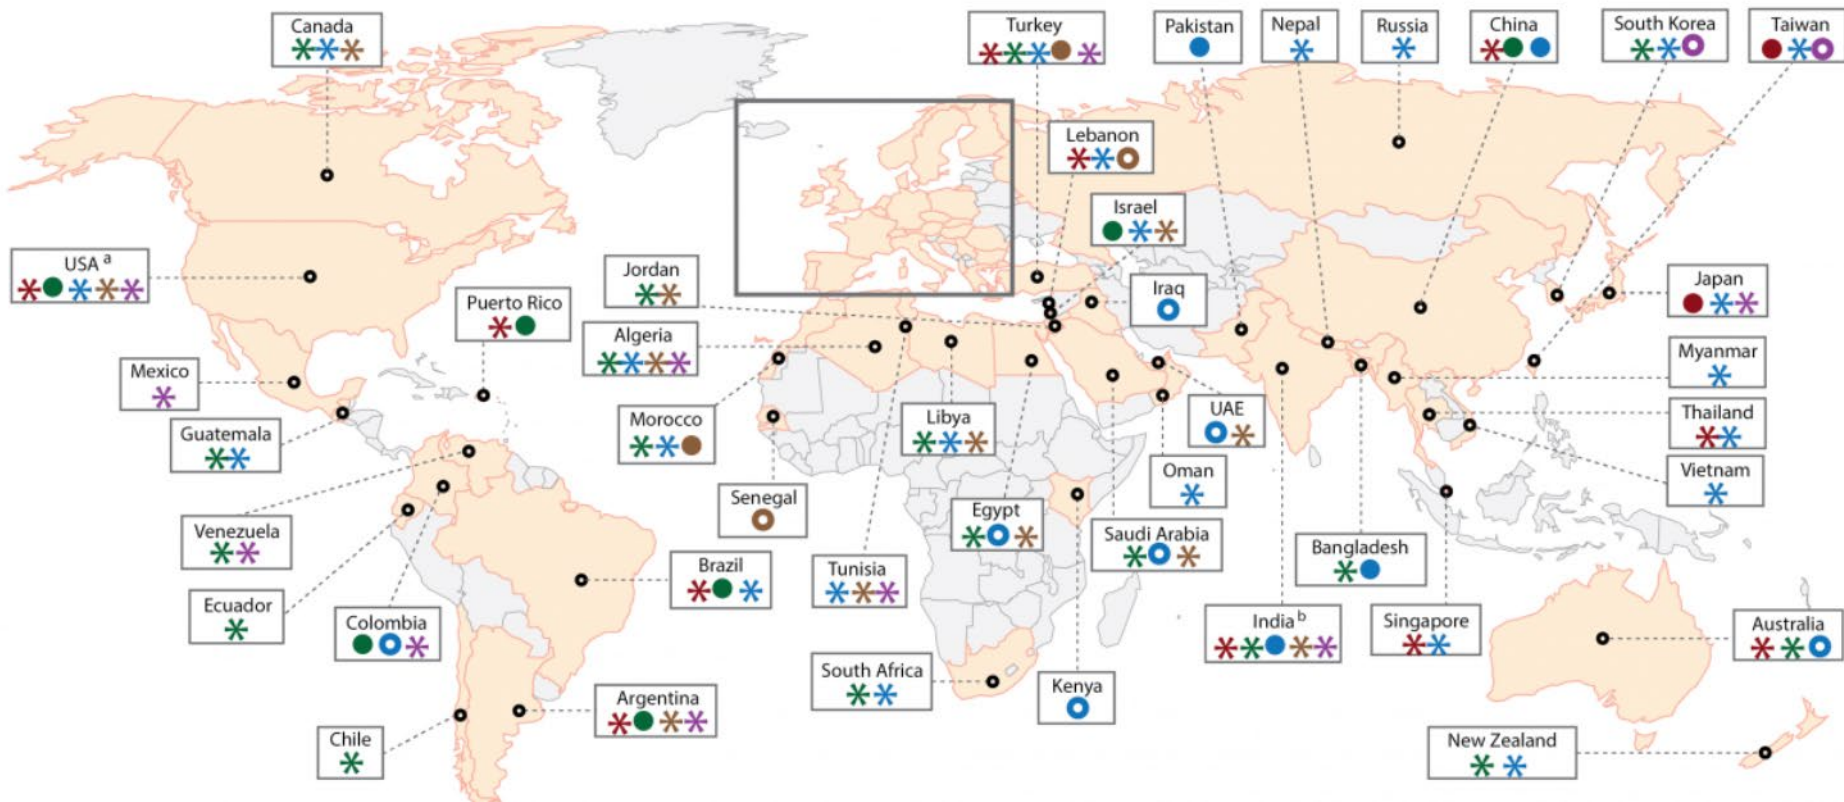 Canada
Turkey
Pakistan
Nepal
Russia
China
South Korea
Taiwan
Lebanon
Israel
USA a
Jordan
Iraq
Japan
Puerto Rico
Algeria
Mexico
Myanmar
Morocco
Libya
UAE
Thailand
Guatemala
Oman
Vietnam
Senegal
Egypt
Venezuela
Saudi Arabia
Bangladesh
Brazil
Tunisia
Ecuador
Colombia
India b
Singapore
Australia
South Africa
Kenya
Argentina
Chile
New Zealand